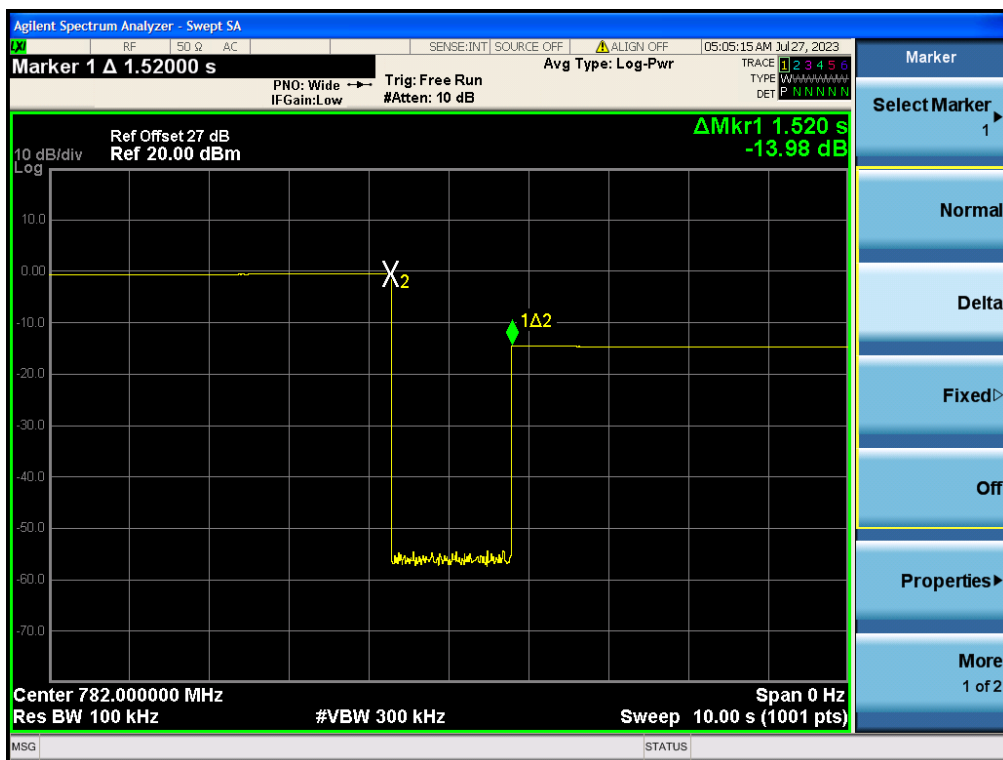 Agilent Spectrum Analyzer - Swept SA
LXI RF 50 Ω AC SENSE:INT SOURCE OFF ALIGN OFF 05:05:15 AM Jul 27, 2023
Marker 1 Δ 1.52000 s
PNO: Wide
IFGain:Low
Trig: Free Run
#Atten: 10 dB
Avg Type: Log-Pwr
TRACE 1 2 3 4 5 6
TYPE WWWWWW
DET P N N N N N
ΔMkr1 1.520 s
-13.98 dB
Ref Offset 27 dB
10 dB/div Ref 20.00 dBm
Log
10.0
0.00
-10.0
-20.0
-30.0
-40.0
-50.0
-60.0
-70.0
2
1Δ2
Center 782.000000 MHz Span 0 Hz
Res BW 100 kHz #VBW 300 kHz Sweep 10.00 s (1001 pts)
MSG STATUS
Marker
Select Marker
1
Normal
Delta
Fixed
Off
Properties
More
1 of 2